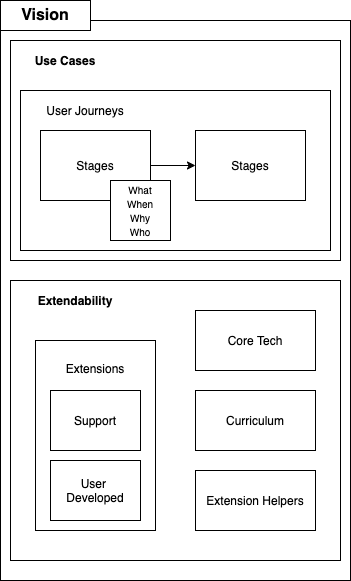 Vision
Use Cases
User Journeys
Stages
Stages
What
When
Why
Who
Extendability
Core Tech
Extensions
Support
Curriculum
User
Developed
Extension Helpers